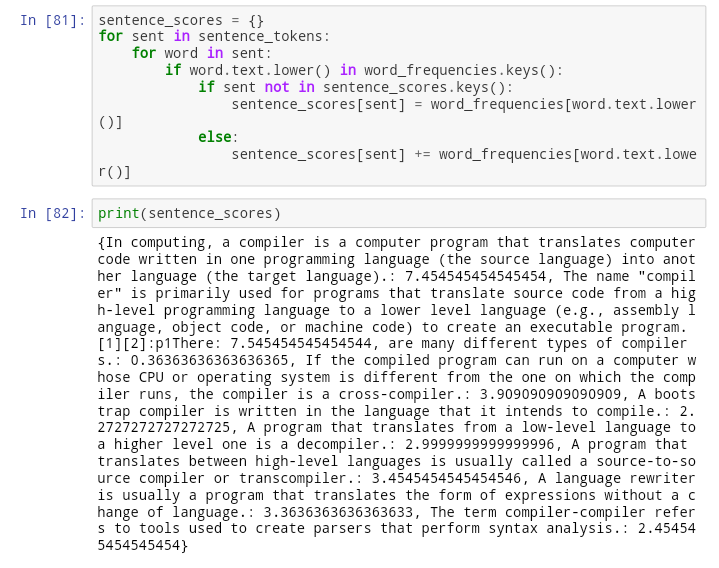 In [81]: sentence_scores = {}
for sent in sentence_tokens:
    for word in sent:
        if word.text.lower() in word_frequencies.keys():
            if sent not in sentence_scores.keys():
                sentence_scores[sent] = word_frequencies[word.text.lower
()]
            else:
                sentence_scores[sent] += word_frequencies[word.text.lowe
r()]
In [82]: print(sentence_scores)
{In computing, a compiler is a computer program that translates computer
code written in one programming language (the source language) into anot
her language (the target language).: 7.454545454545454, The name "compil
er" is primarily used for programs that translate source code from a hig
h-level programming language to a lower level language (e.g., assembly l
anguage, object code, or machine code) to create an executable program.
[1][2]:p1There: 7.545454545454544, are many different types of compiler
s.: 0.36363636363636365, If the compiled program can run on a computer w
hose CPU or operating system is different from the one on which the comp
iler runs, the compiler is a cross-compiler.: 3.909090909090909, A boots
trap compiler is written in the language that it intends to compile.: 2.
2727272727272725, A program that translates from a low-level language to
a higher level one is a decompiler.: 2.9999999999999996, A program that
translates between high-level languages is usually called a source-to-so
urce compiler or transcompiler.: 3.4545454545454546, A language rewriter
is usually a program that translates the form of expressions without a c
hange of language.: 3.3636363636363633, The term compiler-compiler refer
s to tools used to create parsers that perform syntax analysis.: 2.45454
5454545454}